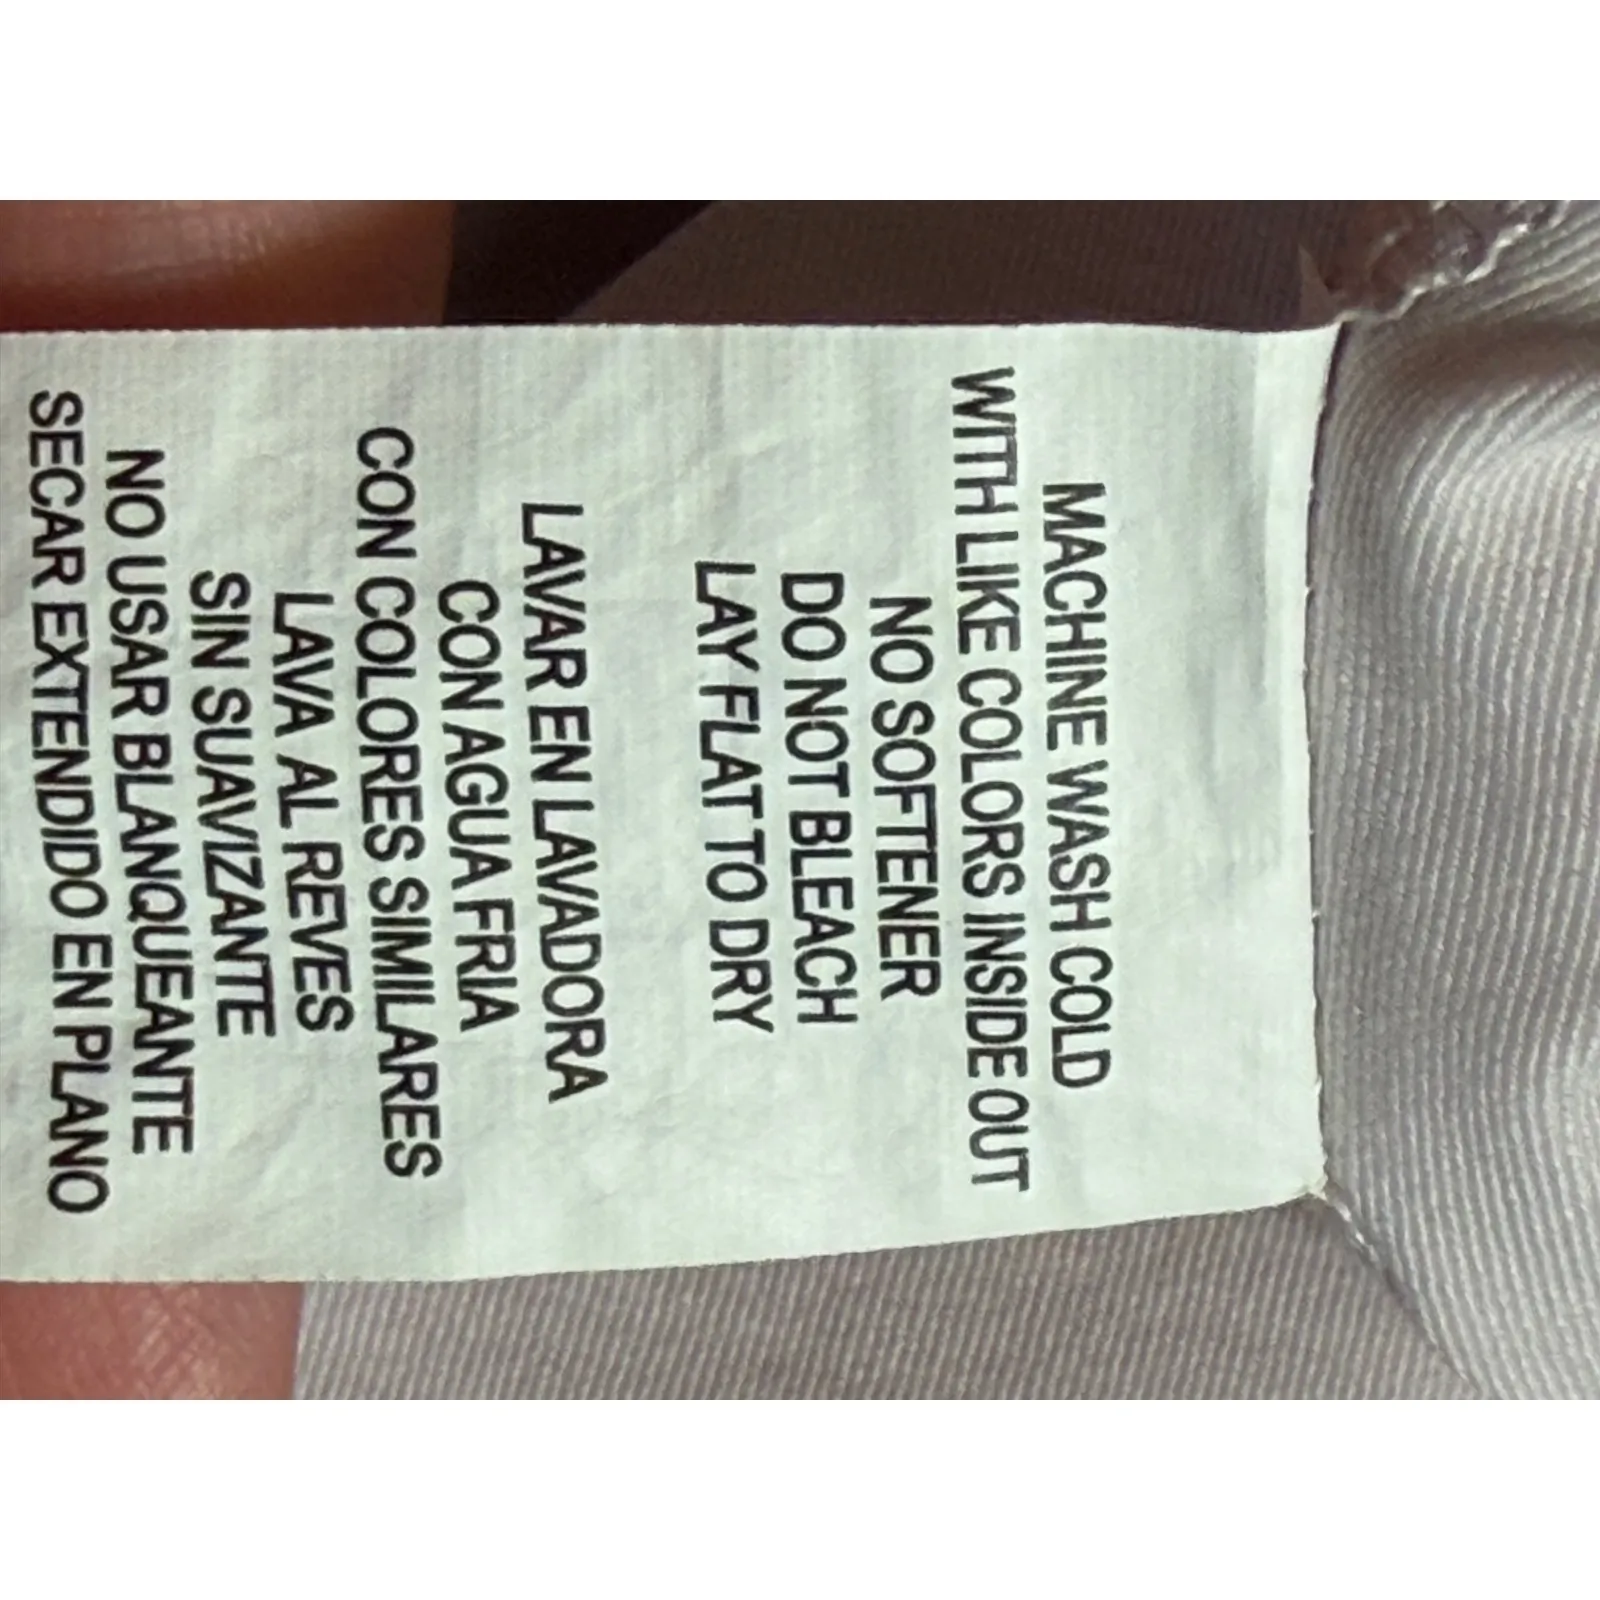 MACHINE WASH COLD
WITH LIKE COLORS INSIDE OUT
NO SOFTENER
DO NOT BLEACH
LAY FLAT TO DRY
LAVAR EN LAVADORA
CON AGUA FRIA
CON COLORES SIMILARES
LAVA AL REVES
SIN SUAVIZANTE
NO USAR BLANQUEANTE
SECAR EXTENDIDO EN PLANO